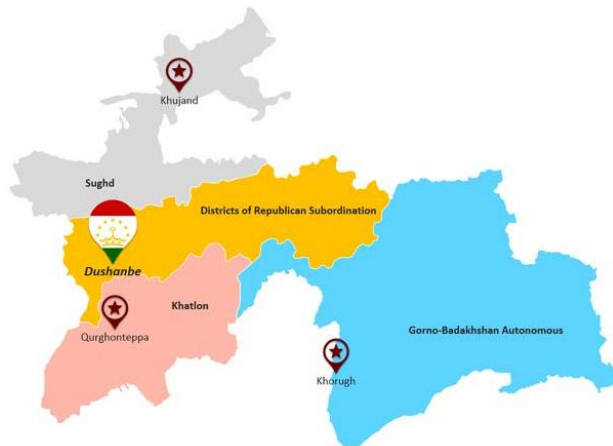 Khujand
Sughd
Districts of Republican Subordination
Dushanbe
Khatlon
Qurghonteppa
Gorno-Badakhshan Autonomous
Khorugh